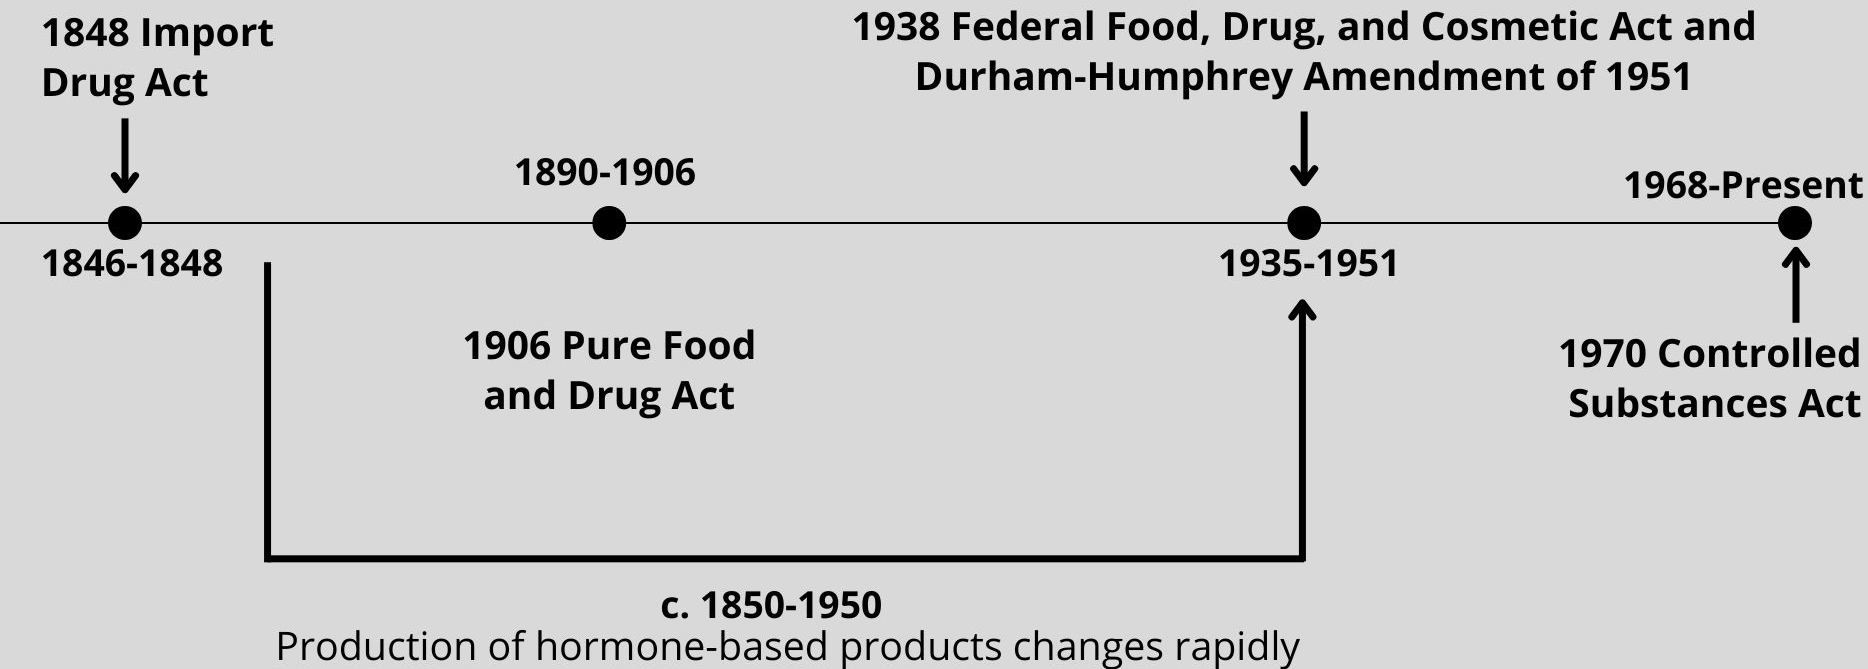 1848 Import
Drug Act
1938 Federal Food, Drug, and Cosmetic Act and
Durham-Humphrey Amendment of 1951
1890-1906
1968-Present
1846-1848
1935-1951
1906 Pure Food
and Drug Act
1970 Controlled
Substances Act
c. 1850-1950
Production of hormone-based products changes rapidly